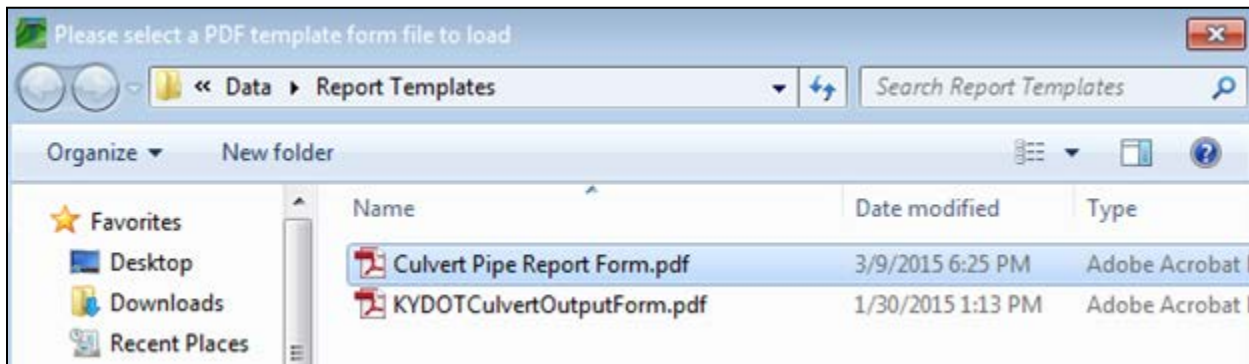 Please select a PDF template form file to load
« Data Report Templates Search Report Templates
Organize New folder
Name Date modified Type
Favorites
Desktop Culvert Pipe Report Form.pdf 3/9/2015 6:25 PM Adobe Acrobat
Downloads KYDOTCulvertOutputForm.pdf 1/30/2015 1:13 PM Adobe Acrobat
Recent Places